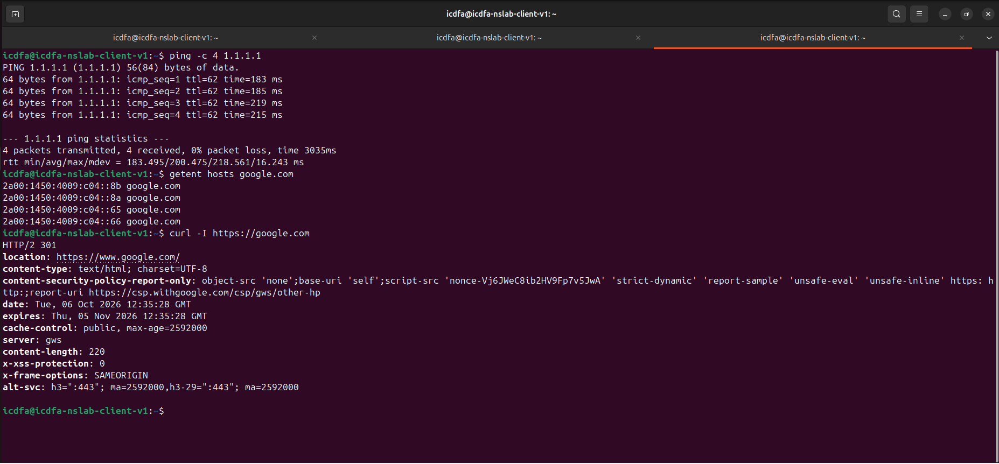 icdfa@icdfa-nslab-client-v1: ~
icdfa@icdfa-nslab-client-v1: ~
icdfa@icdfa-nslab-client-v1: ~
icdfa@icdfa-nslab-client-v1: ~
icdfa@icdfa-nslab-client-v1:~$ ping -c 4 1.1.1.1
PING 1.1.1.1 (1.1.1.1) 56(84) bytes of data.
64 bytes from 1.1.1.1: icmp_seq=1 ttl=62 time=183 ms
64 bytes from 1.1.1.1: icmp_seq=2 ttl=62 time=185 ms
64 bytes from 1.1.1.1: icmp_seq=3 ttl=62 time=219 ms
64 bytes from 1.1.1.1: icmp_seq=4 ttl=62 time=215 ms
--- 1.1.1.1 ping statistics ---
4 packets transmitted, 4 received, 0% packet loss, time 3035ms
rtt min/avg/max/mdev = 183.495/200.475/218.561/16.243 ms
icdfa@icdfa-nslab-client-v1:~$ getent hosts google.com
2a00:1450:4009:c04::8b google.com
2a00:1450:4009:c04::8a google.com
2a00:1450:4009:c04::65 google.com
2a00:1450:4009:c04::66 google.com
icdfa@icdfa-nslab-client-v1:~$ curl -I https://google.com
HTTP/2 301
location: https://www.google.com/
content-type: text/html; charset=UTF-8
content-security-policy-report-only: object-src 'none';base-uri 'self';script-src 'nonce-Vj6JWeC8ib2HV9Fp7v5JwA' 'strict-dynamic' 'report-sample' 'unsafe-eval' 'unsafe-inline' https: h
ttp:;report-uri https://csp.withgoogle.com/csp/gws/other-hp
date: Tue, 06 Oct 2026 12:35:28 GMT
expires: Thu, 05 Nov 2026 12:35:28 GMT
cache-control: public, max-age=2592000
server: gws
content-length: 220
x-xss-protection: 0
x-frame-options: SAMEORIGIN
alt-svc: h3=":443"; ma=2592000,h3-29=":443"; ma=2592000
icdfa@icdfa-nslab-client-v1:~$